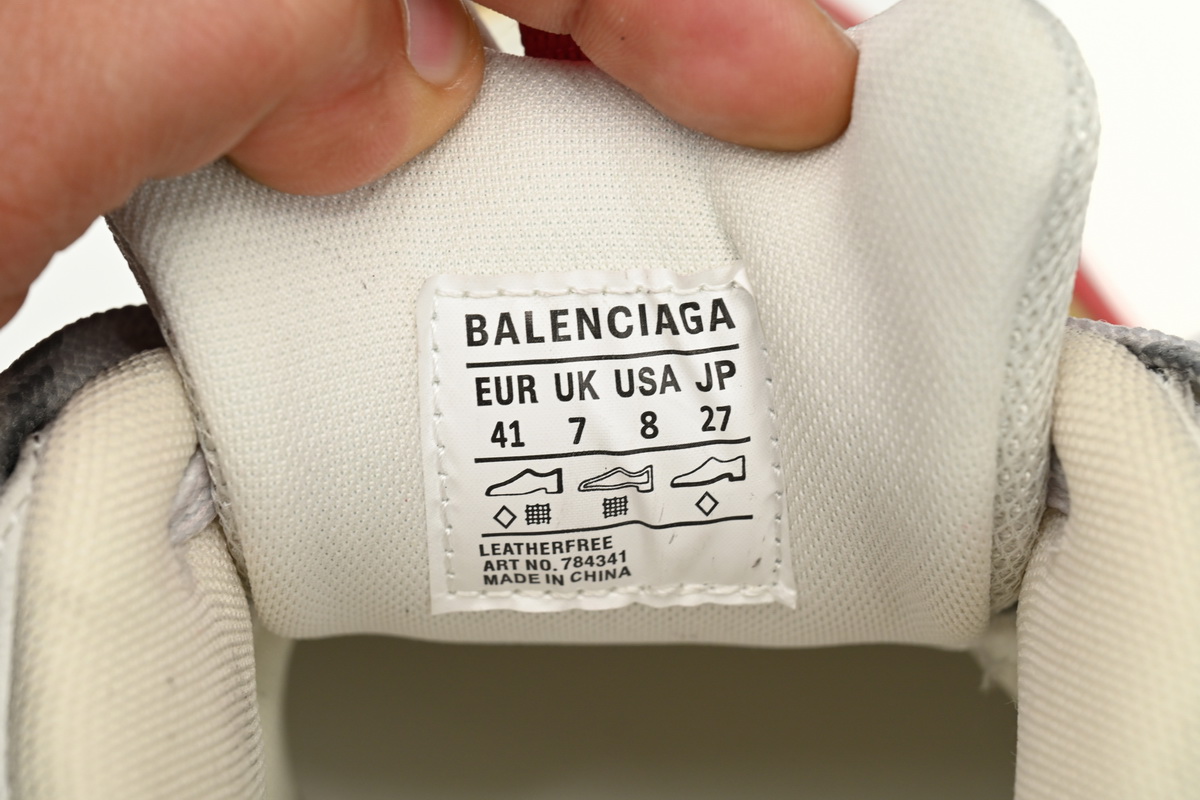 BALENCIAGA
EUR UK USA JP
41 7 8 27
LEATHERFREE
ART NO. 784341
MADE IN CHINA